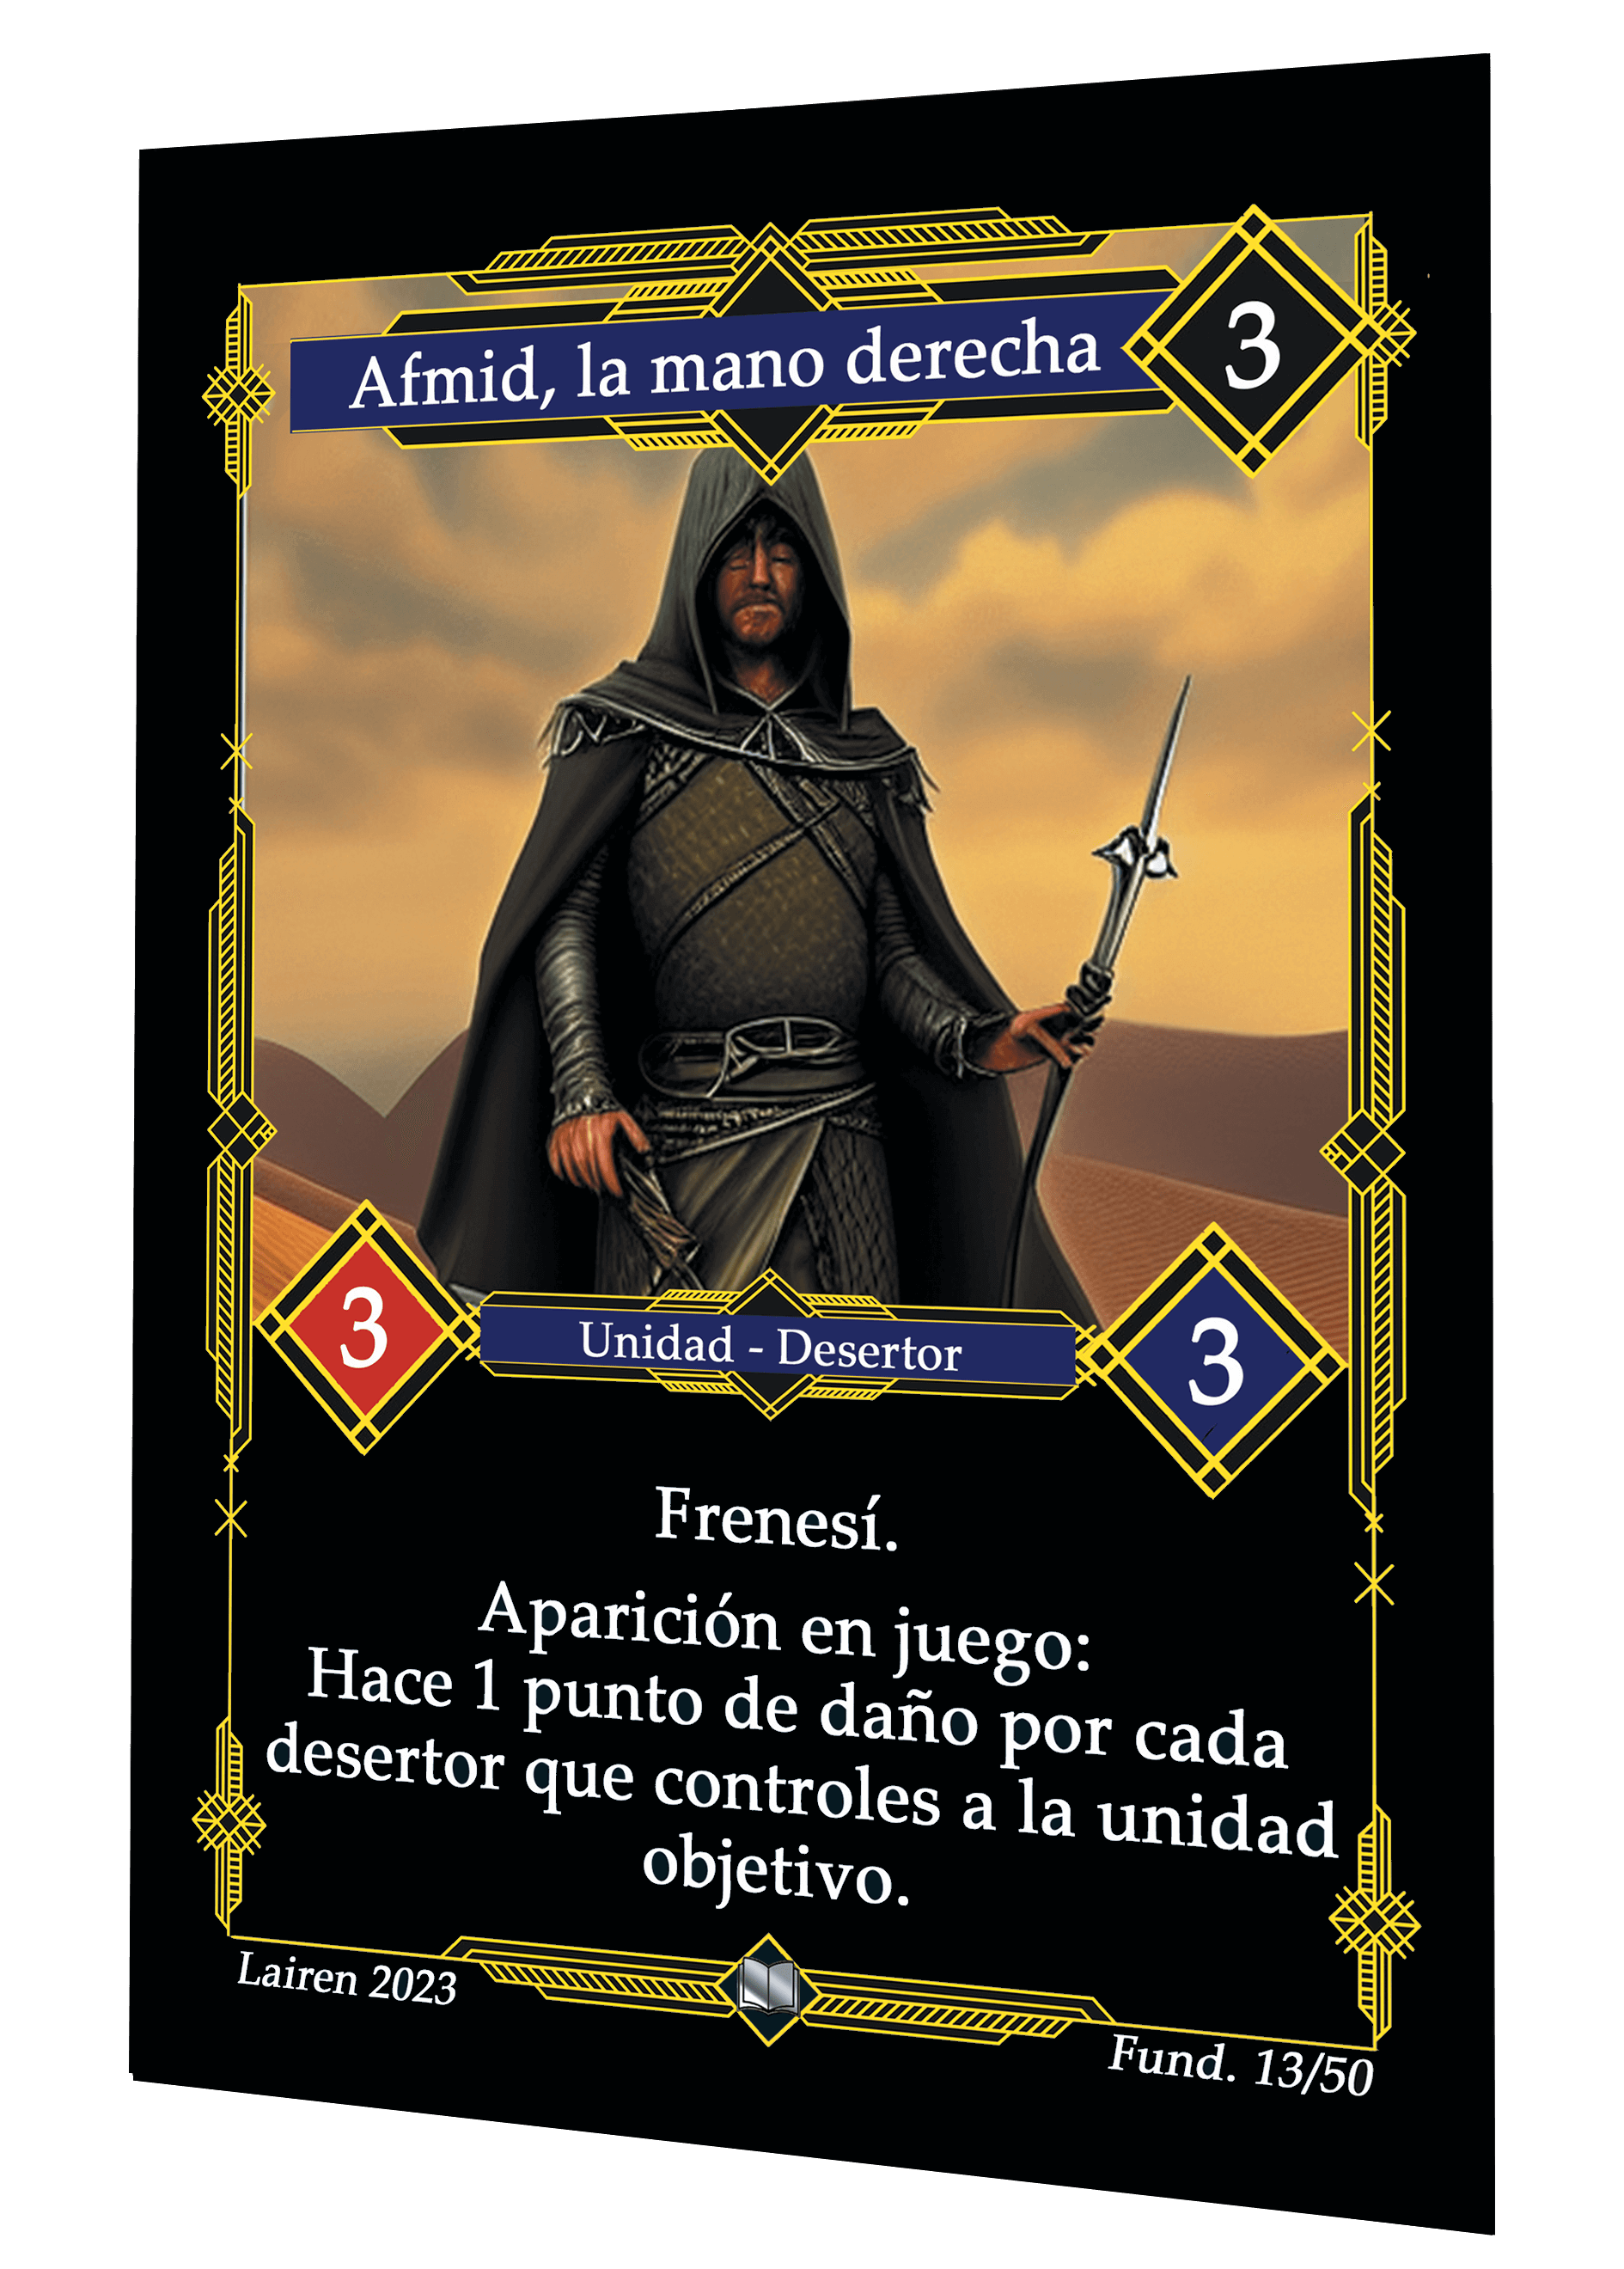 Afmid, la mano derecha
3
3
Unidad - Desertor
3
Frenesí.
Aparición en juego:
Hace 1 punto de daño por cada
desertor que controles a la unidad
objetivo.
Lairen 2023
Fund. 13/50